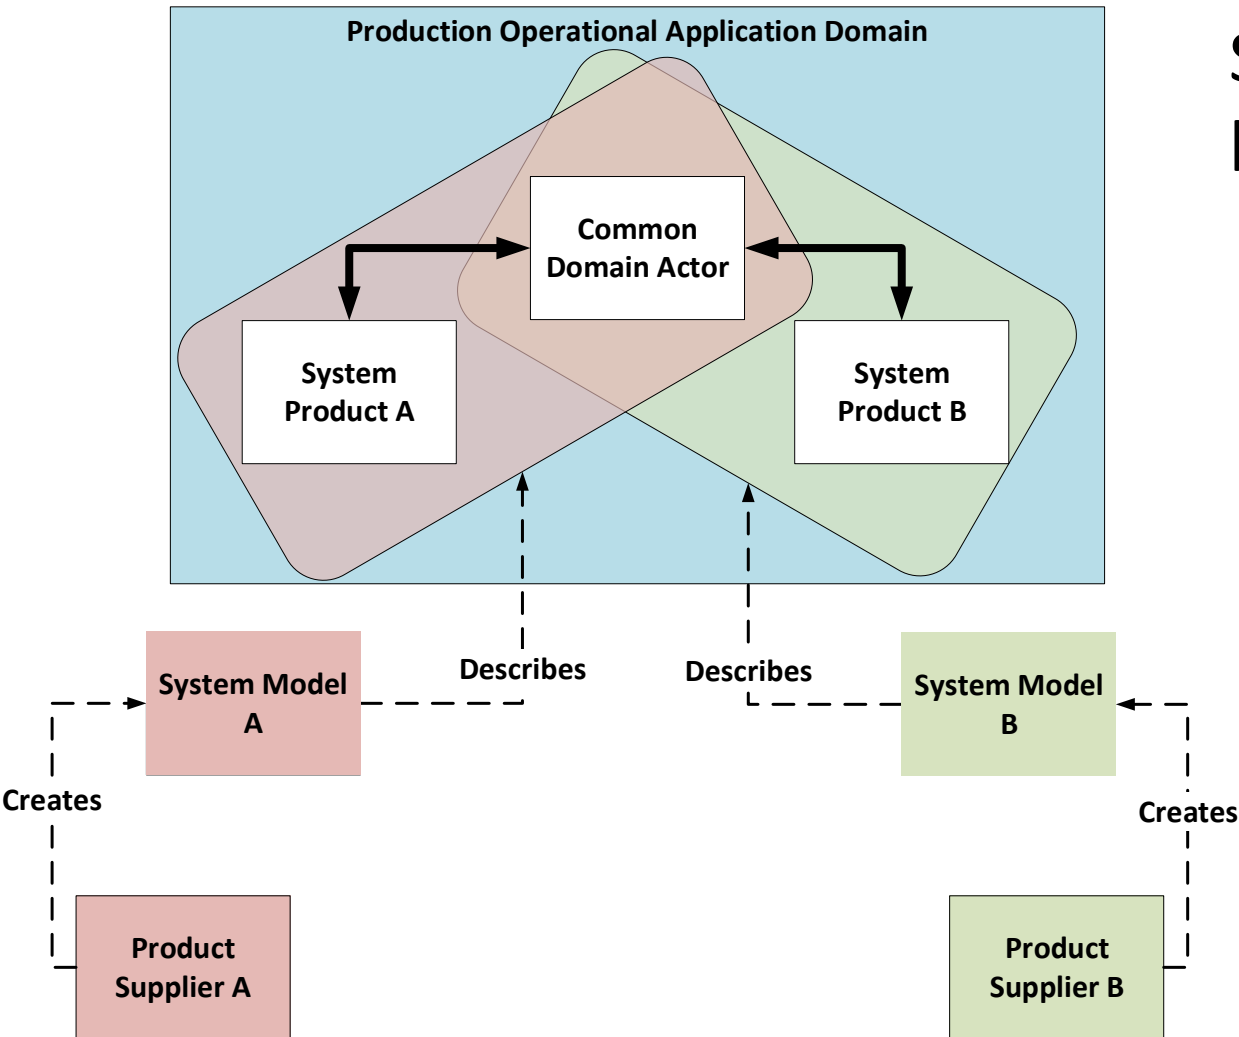 Production Operational Application Domain
Common
Domain Actor
System
Product A
System
Product B
Describes
Describes
System Model
A
System Model
B
Creates
Creates
Product
Supplier A
Product
Supplier B